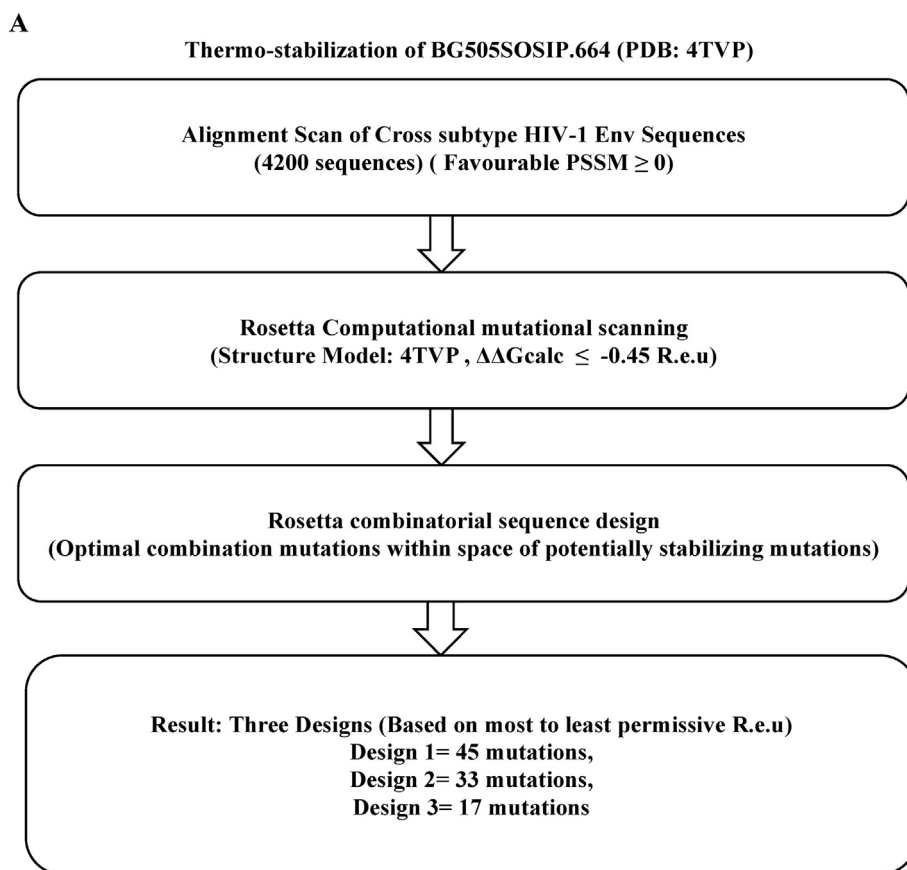 A
Thermo-stabilization of BG505SOSIP.664 (PDB: 4TVP)
Alignment Scan of Cross subtype HIV-1 Env Sequences
(4200 sequences) ( Favourable PSSM ≥ 0)
Rosetta Computational mutational scanning
(Structure Model: 4TVP , ΔΔGcalc ≤ -0.45 R.e.u)
Rosetta combinatorial sequence design
(Optimal combination mutations within space of potentially stabilizing mutations)
Result: Three Designs (Based on most to least permissive R.e.u)
Design 1= 45 mutations,
Design 2= 33 mutations,
Design 3= 17 mutations